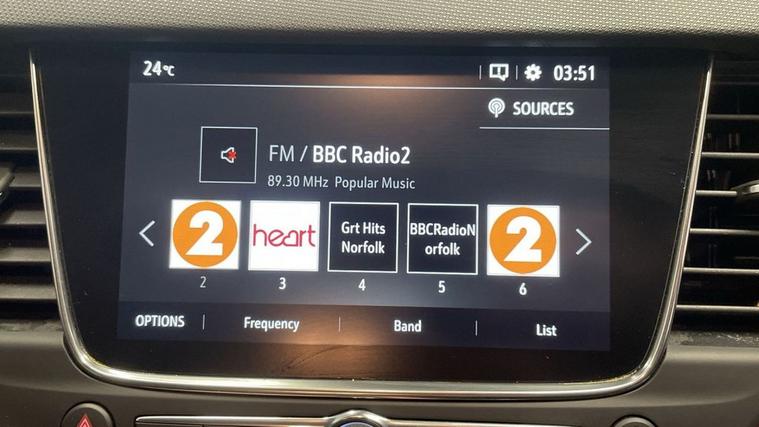 24°C
03:51
SOURCES
FM / BBC Radio2
89.30 MHz Popular Music
2
heart
Grt Hits
Norfolk
BBCRadioN
orfolk
2
2
3
4
5
6
OPTIONS
Frequency
Band
List